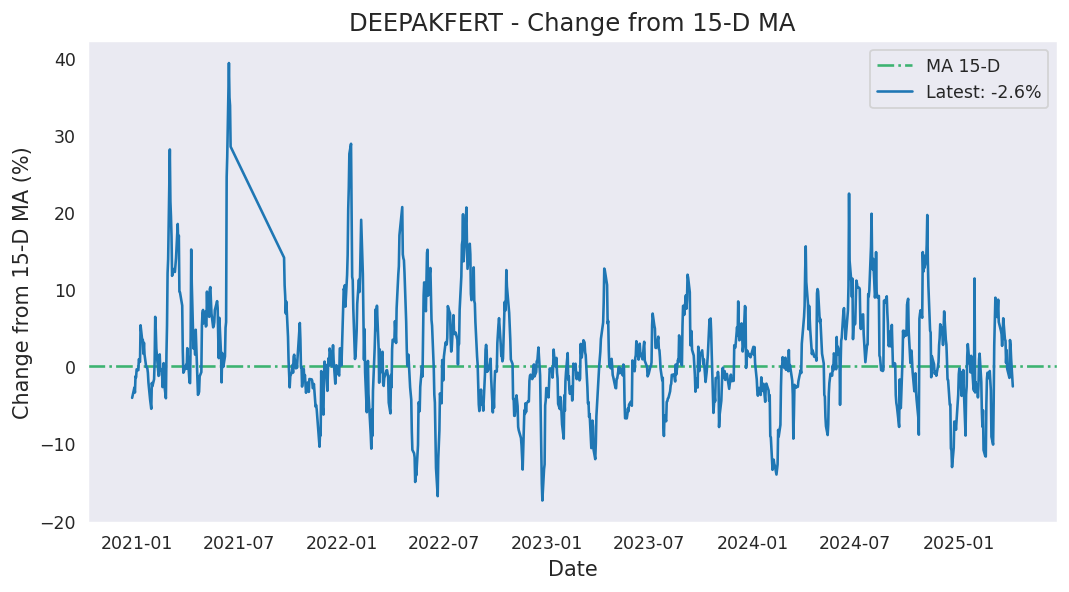 DEEPAKFERT - Change from 15-D MA
MA 15-D
Latest: -2.6%
Change from 15-D MA (%)
40
30
20
10
0
−10
−20
2021-01 2021-07 2022-01 2022-07 2023-01 2023-07 2024-01 2024-07 2025-01
Date